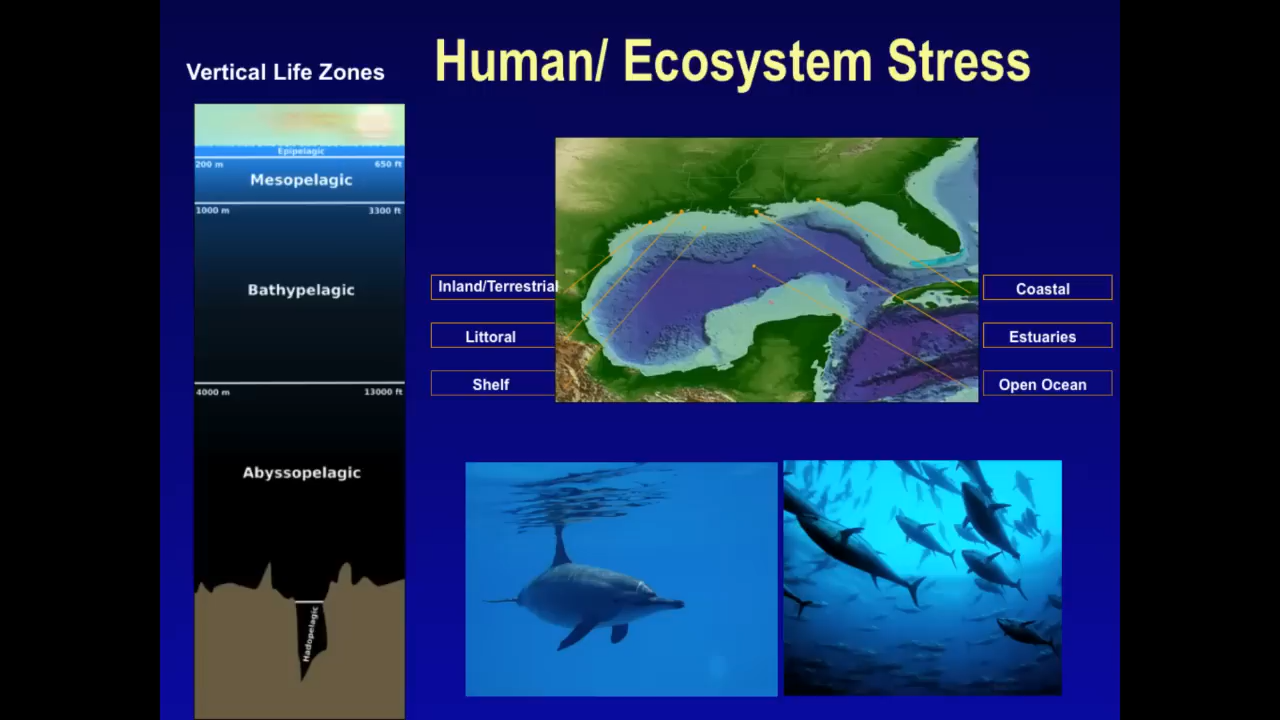 Human/ Ecosystem Stress
Vertical Life Zones
Epipelagic
200 m 650 ft
Mesopelagic
1000 m 3300 ft
Bathypelagic
4000 m 13000 ft
Abyssopelagic
Hadopelagic
Inland/Terrestrial
Littoral
Shelf
Coastal
Estuaries
Open Ocean